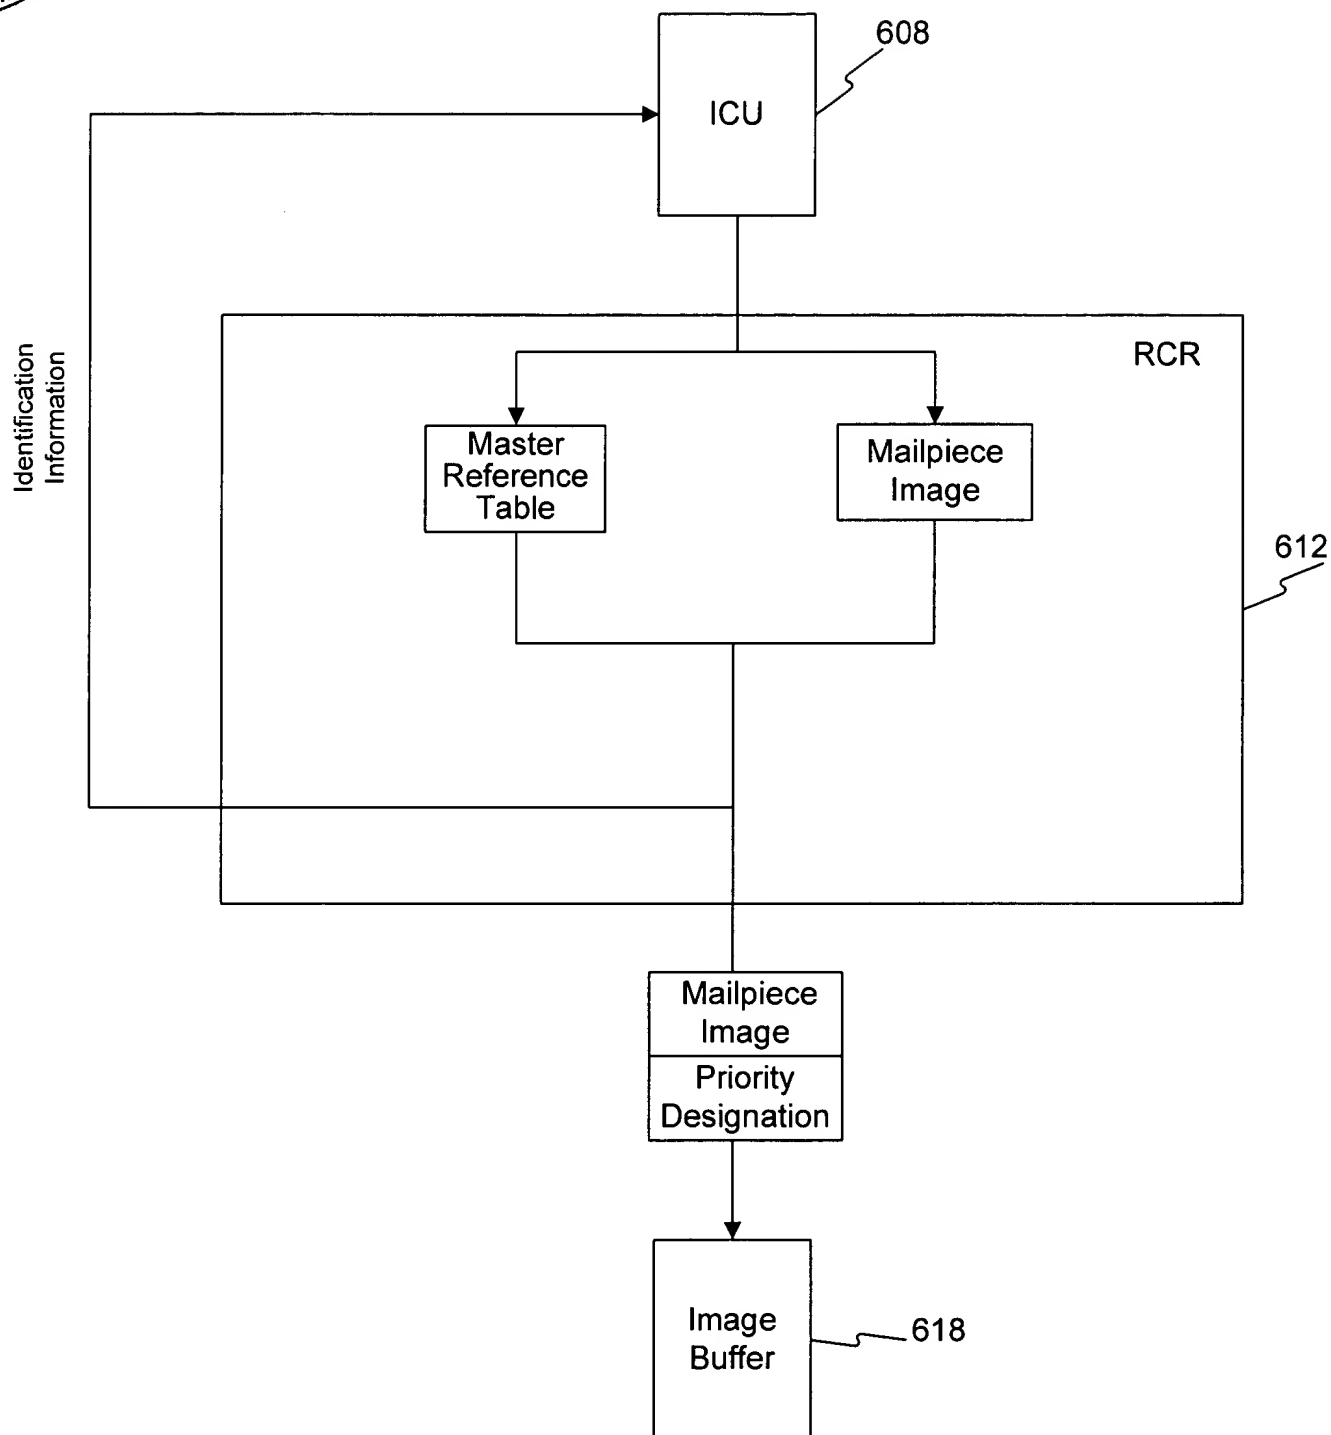 608
ICU
RCR
Identification
Information
Master
Reference
Table
Mailpiece
Image
612
Mailpiece
Image
Priority
Designation
Image
Buffer
618